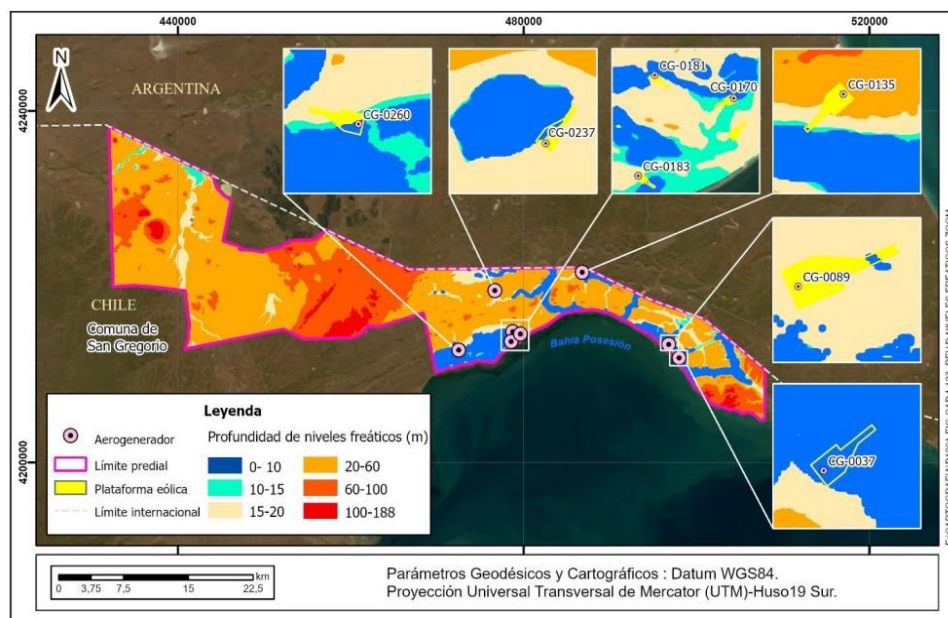 440000
480000
520000
4240000
4200000
ARGENTINA
CHILE
Comuna de
San Gregorio
CG-0260
CG-0237
CG-0181
CG-0170
CG-0183
CG-0135
CG-0089
CG-0037
Bahía Posesión
Leyenda
Aerogenerador
Límite predial
Plataforma eólica
Límite internacional
Profundidad de niveles freáticos (m)
0- 10
10-15
15-20
20-60
60-100
100-188
km
0 3,75 7,5 15 22,5
Parámetros Geodésicos y Cartográficos : Datum WGS84.
Proyección Universal Transversal de Mercator (UTM)-Huso19 Sur.
440000
480000
520000